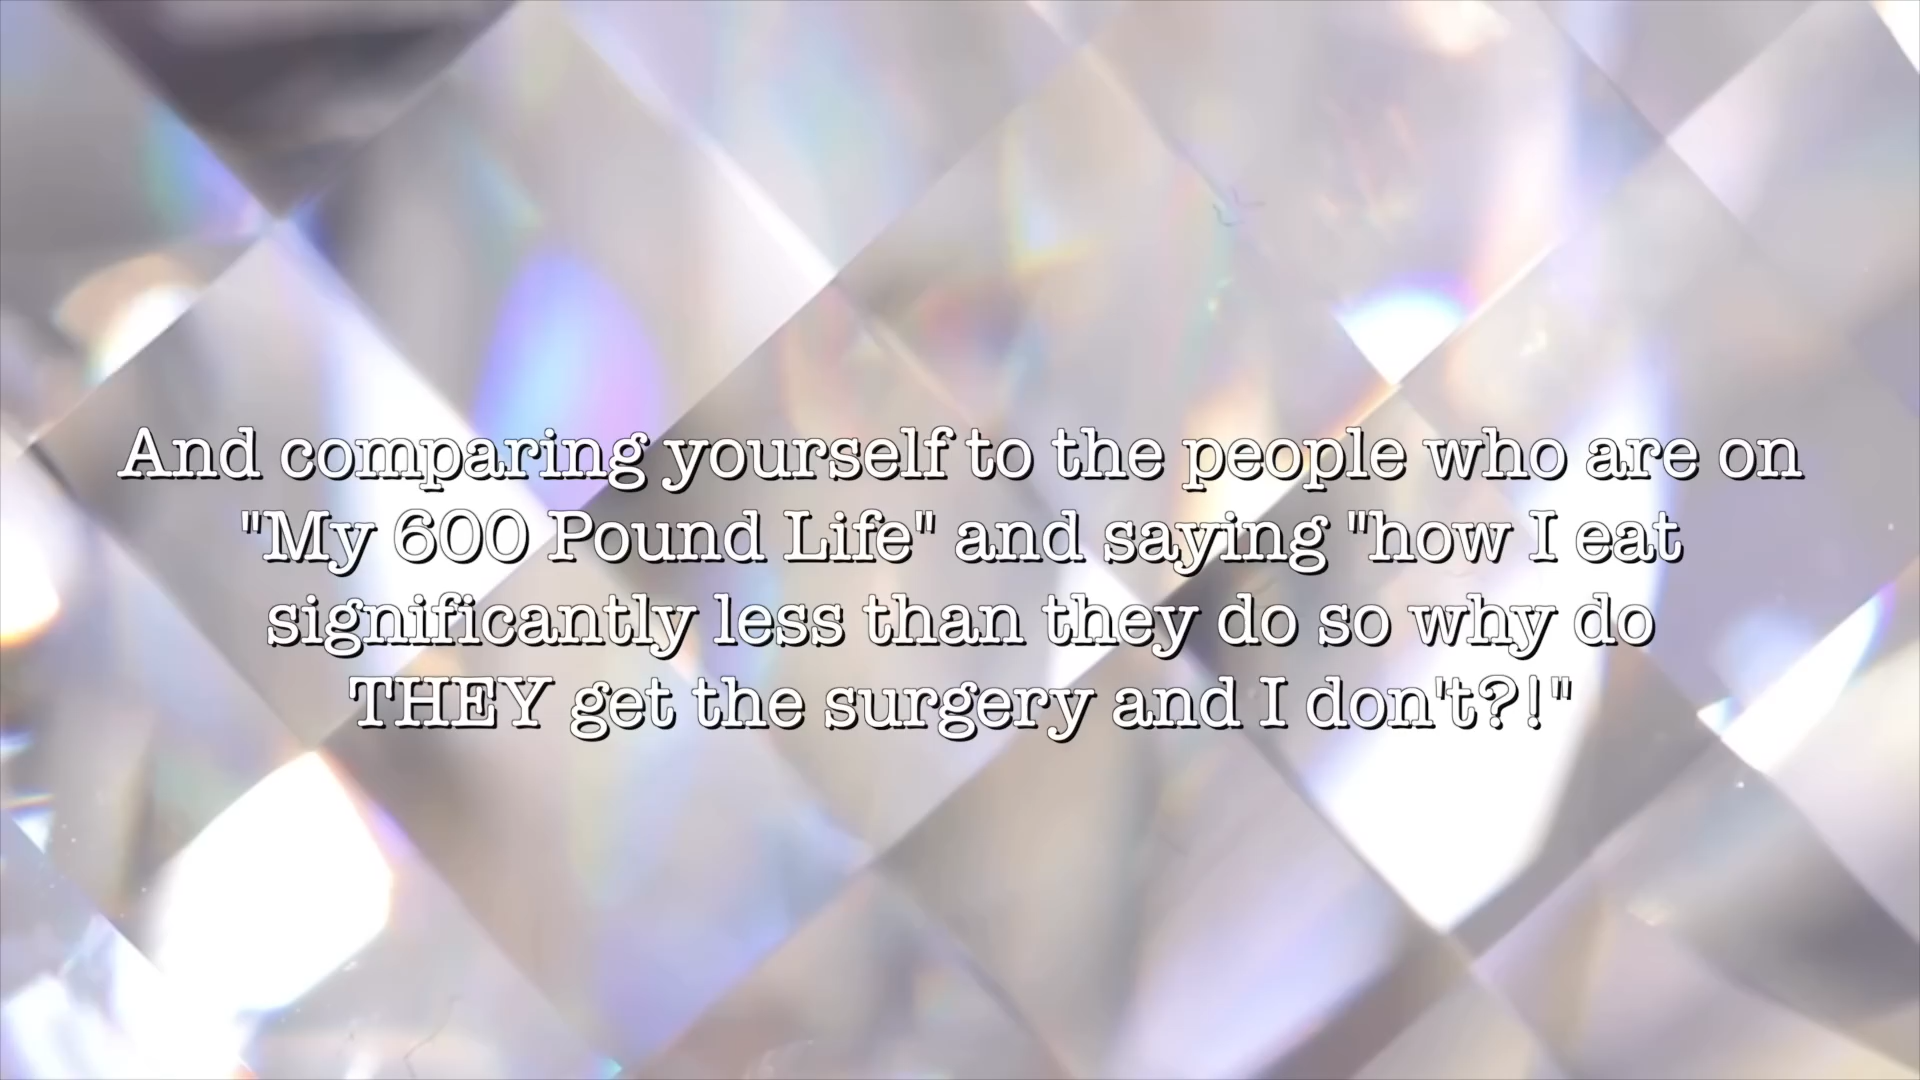 And comparing yourself to the people who are on
"My 600 Pound Life" and saying "how I eat
significantly less than they do so why do
THEY get the surgery and I don't?!"